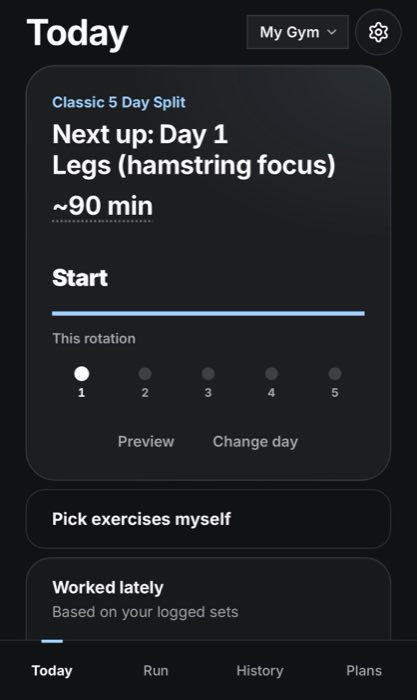 Today
My Gym
Classic 5 Day Split
Next up: Day 1
Legs (hamstring focus)
~90 min
Start
This rotation
1 2 3 4 5
Preview Change day
Pick exercises myself
Worked lately
Based on your logged sets
Today Run History Plans